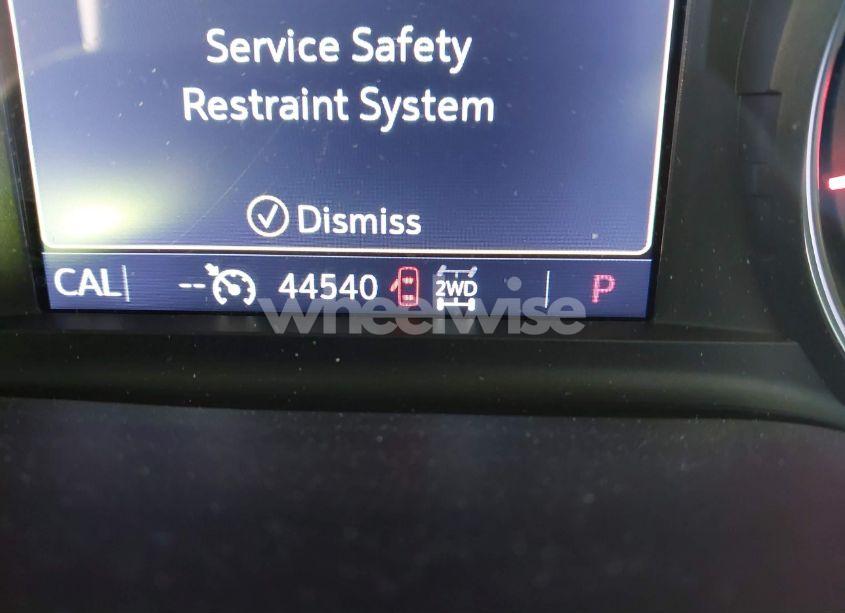 Service Safety
Restraint System
Dismiss
CAL -- 44540 2WD P
wheelwise